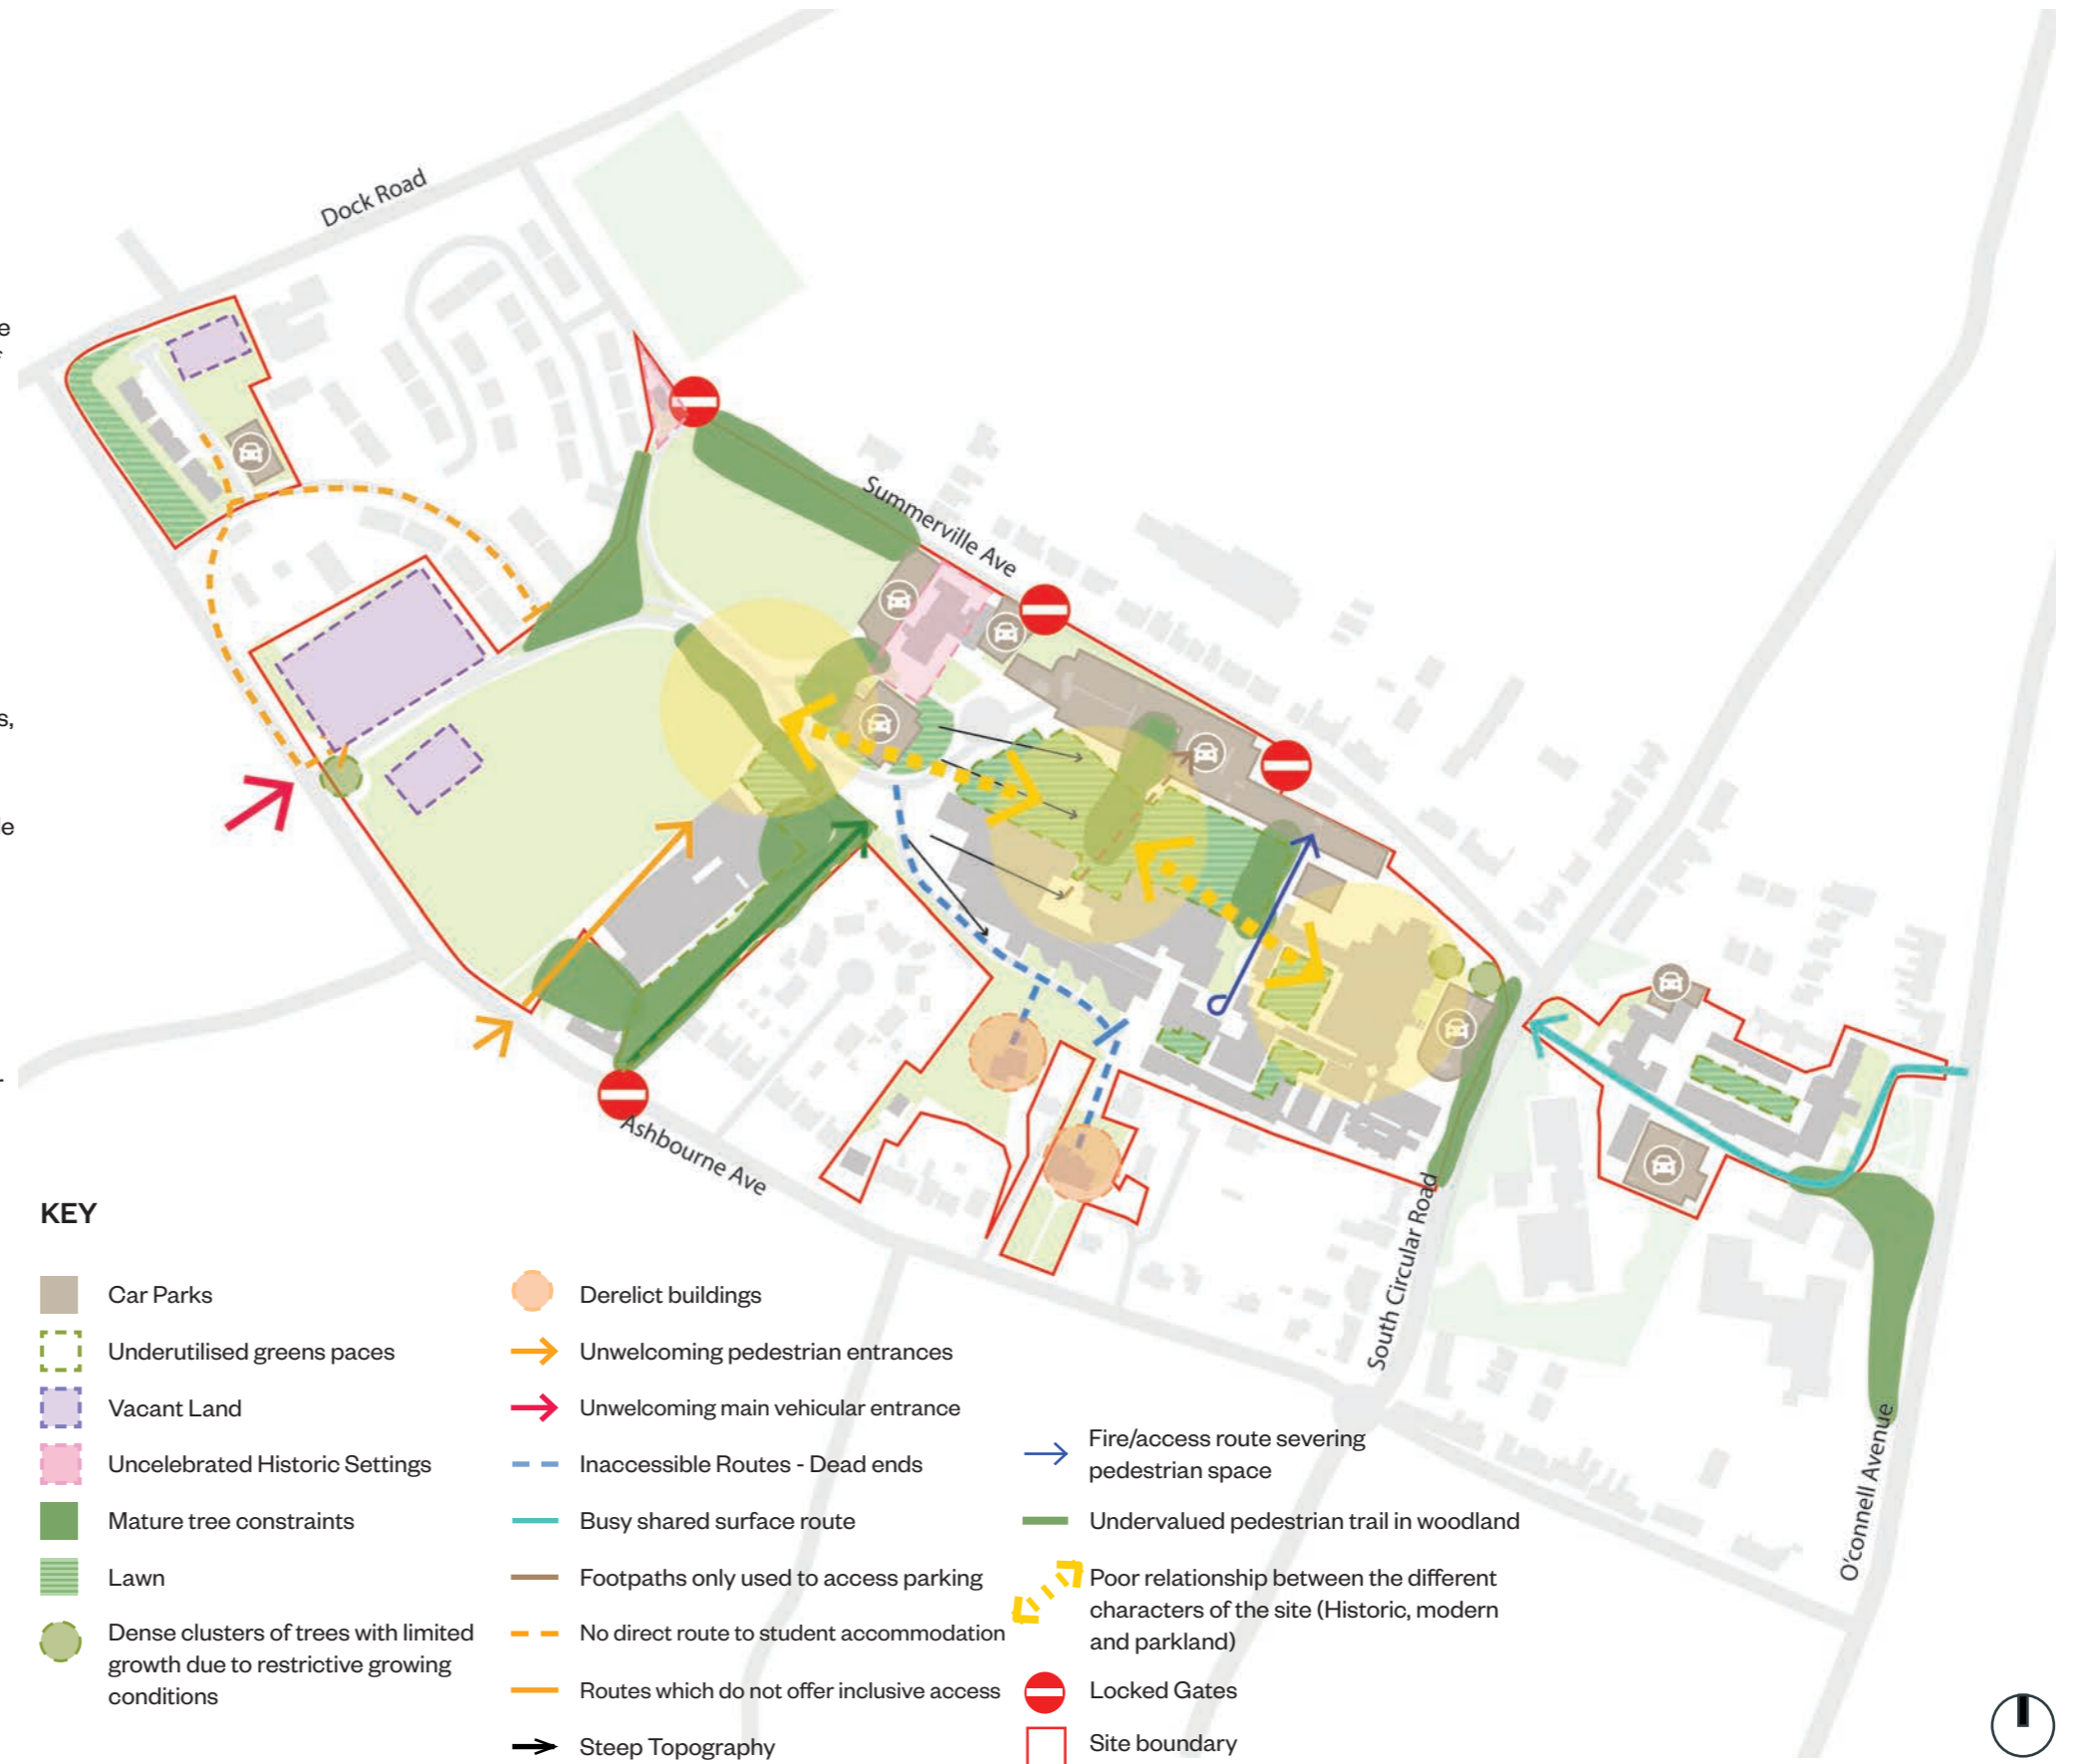 Dock Road
e
Summerville Ave
s,
le
-
Ashbourne Ave
South Circular Road
O'connell Avenue
KEY
Car Parks
Underutilised greens paces
Vacant Land
Uncelebrated Historic Settings
Mature tree constraints
Lawn
Dense clusters of trees with limited
growth due to restrictive growing
conditions
Derelict buildings
Unwelcoming pedestrian entrances
Unwelcoming main vehicular entrance
Inaccessible Routes - Dead ends
Busy shared surface route
Footpaths only used to access parking
No direct route to student accommodation
Routes which do not offer inclusive access
Steep Topography
Fire/access route severing
pedestrian space
Undervalued pedestrian trail in woodland
Poor relationship between the different
characters of the site (Historic, modern
and parkland)
Locked Gates
Site boundary